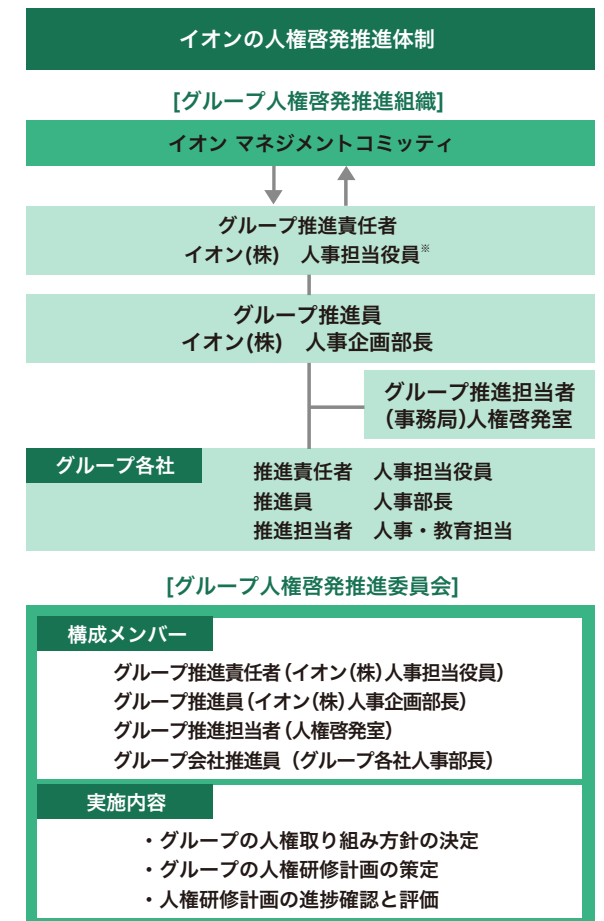 イオンの人権啓発推進体制
[グループ人権啓発推進組織]
イオン マネジメントコミッティ
グループ推進責任者
イオン(株)　人事担当役員※
グループ推進員
イオン(株)　人事企画部長
グループ推進担当者
(事務局)人権啓発室
グループ各社
推進責任者　人事担当役員
推進員　人事部長
推進担当者　人事・教育担当
[グループ人権啓発推進委員会]
構成メンバー
グループ推進責任者(イオン(株)人事担当役員)
グループ推進員(イオン(株)人事企画部長)
グループ推進担当者(人権啓発室)
グループ会社推進員（グループ各社人事部長）
実施内容
・グループの人権取り組み方針の決定
・グループの人権研修計画の策定
・人権研修計画の進捗確認と評価